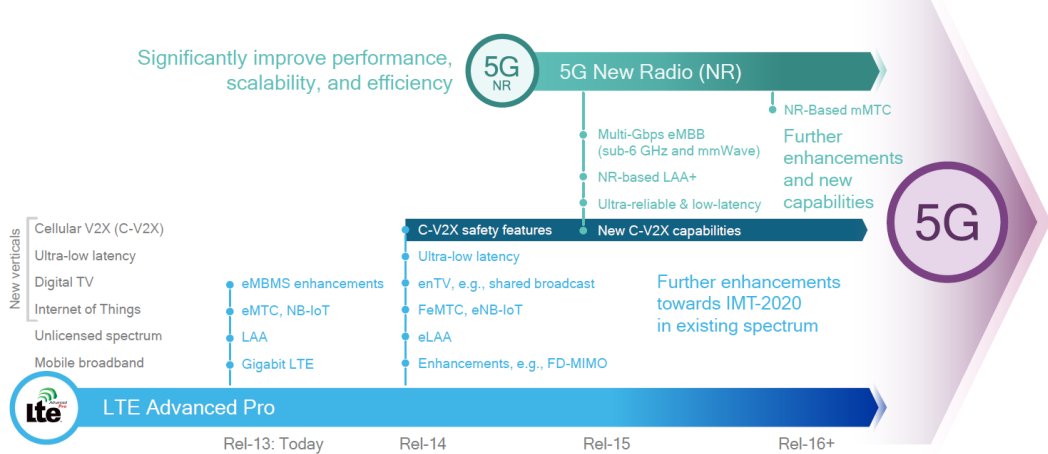 Significantly improve performance,
scalability, and efficiency
5G
NR
5G New Radio (NR)
NR-Based mMTC
Multi-Gbps eMBB
(sub-6 GHz and mmWave)
NR-based LAA+
Ultra-reliable & low-latency
Further
enhancements
and new
capabilities
5G
New verticals
Cellular V2X (C-V2X)
C-V2X safety features
New C-V2X capabilities
Ultra-low latency
Ultra-low latency
Digital TV
eMBMS enhancements
enTV, e.g., shared broadcast
Internet of Things
eMTC, NB-IoT
FeMTC, eNB-IoT
Unlicensed spectrum
LAA
eLAA
Mobile broadband
Gigabit LTE
Enhancements, e.g., FD-MIMO
Further enhancements
towards IMT-2020
in existing spectrum
Lte
Advanced
Pro
LTE Advanced Pro
Rel-13: Today
Rel-14
Rel-15
Rel-16+